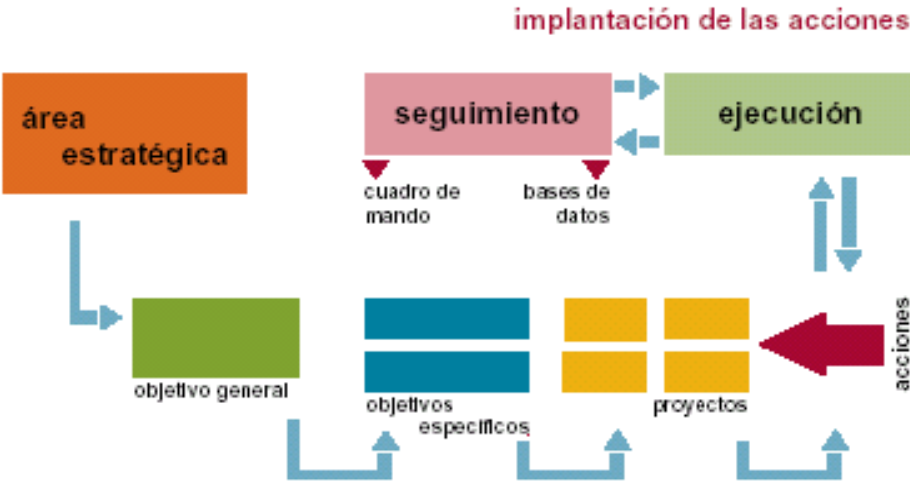 implantación de las acciones
área
estratégica
seguimiento
ejecución
cuadro de
mando
bases de
datos
objetivo general
objetivos
específicos
proyectos
acciones